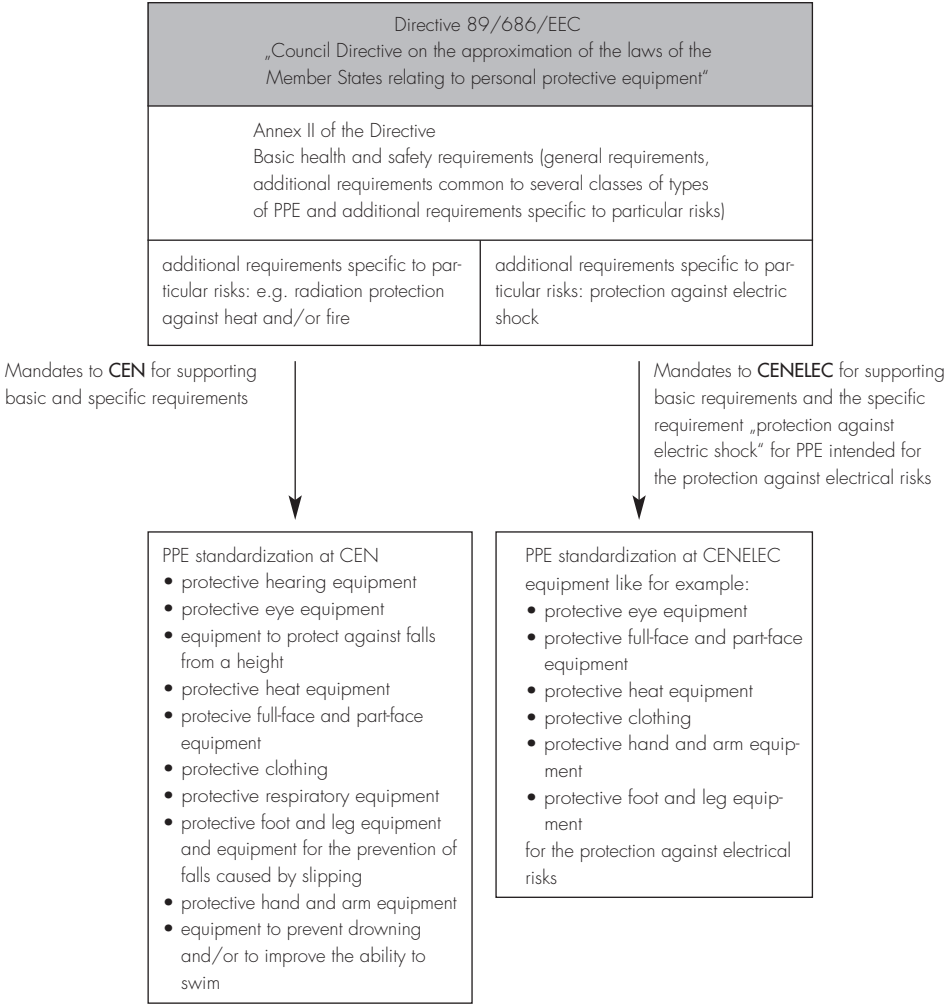 Directive 89/686/EEC
„Council Directive on the approximation of the laws of the
Member States relating to personal protective equipment“
Annex II of the Directive
Basic health and safety requirements (general requirements,
additional requirements common to several classes of types
of PPE and additional requirements specific to particular risks)
additional requirements specific to par-
ticular risks: e.g. radiation protection
against heat and/or fire
additional requirements specific to par-
ticular risks: protection against electric
shock
Mandates to CEN for supporting
basic and specific requirements
Mandates to CENELEC for supporting
basic requirements and the specific
requirement „protection against
electric shock“ for PPE intended for
the protection against electrical risks
PPE standardization at CEN
• protective hearing equipment
• protective eye equipment
• equipment to protect against falls
from a height
• protective heat equipment
• protecive full-face and part-face
equipment
• protective clothing
• protective respiratory equipment
• protective foot and leg equipment
and equipment for the prevention of
falls caused by slipping
• protective hand and arm equipment
• equipment to prevent drowning
and/or to improve the ability to
swim
PPE standardization at CENELEC
equipment like for example:
• protective eye equipment
• protective full-face and part-face
equipment
• protective heat equipment
• protective clothing
• protective hand and arm equip-
ment
• protective foot and leg equip-
ment
for the protection against electrical
risks